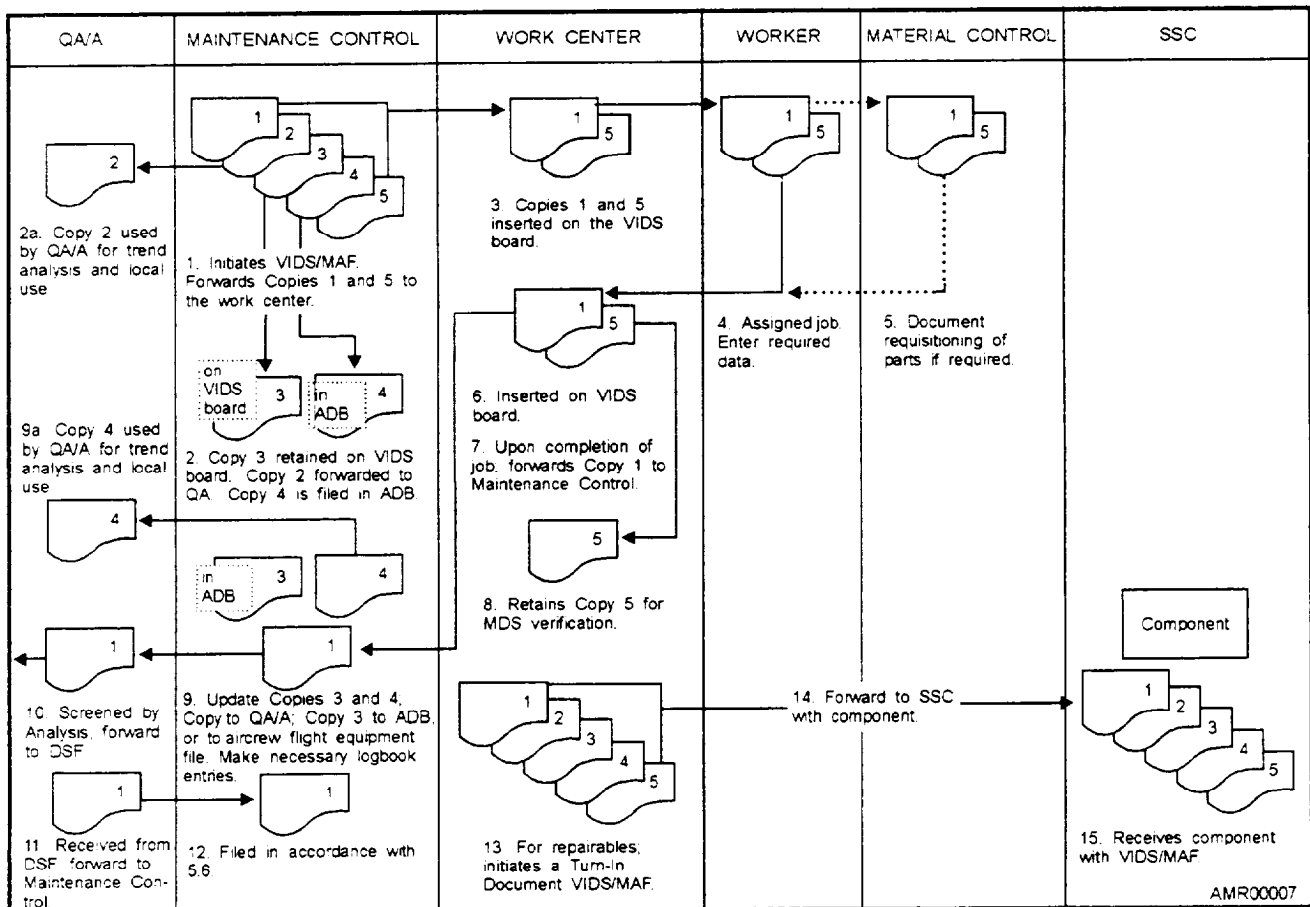 QA/A
MAINTENANCE CONTROL
WORK CENTER
WORKER
MATERIAL CONTROL
SSC
1
2
3
4
5
2
2a. Copy 2 used
by QA/A for trend
analysis and local
use
1. Initiates VIDS/MAF.
Forwards Copies 1 and 5 to
the work center.
on
VIDS
board
3
in
ADB
4
2. Copy 3 retained on VIDS
board. Copy 2 forwarded to
QA. Copy 4 is filed in ADB.
1
5
3. Copies 1 and 5
inserted on the VIDS
board.
1
5
4. Assigned job.
Enter required
data.
1
5
5. Document
requisitioning of
parts if required.
1
5
6. Inserted on VIDS
board.
7. Upon completion of
job. forwards Copy 1 to
Maintenance Control.
5
8. Retains Copy 5 for
MDS verification.
9a Copy 4 used
by QA/A for trend
analysis and local
use
4
in
ADB
3
4
1
1
9. Update Copies 3 and 4;
Copy to QA/A; Copy 3 to ADB,
or to aircrew flight equipment
file. Make necessary logbook
entries.
10. Screened by
Analysis, forward
to DSF
1
11 Received from
DSF forward to
Maintenance Con-
trol
1
12. Filed in accordance with
5.6.
1
2
3
4
5
13 For repairables;
initiates a Turn-In
Document VIDS/MAF.
14. Forward to SSC
with component.
Component
1
2
3
4
5
15. Receives component
with VIDS/MAF.
AMR00007